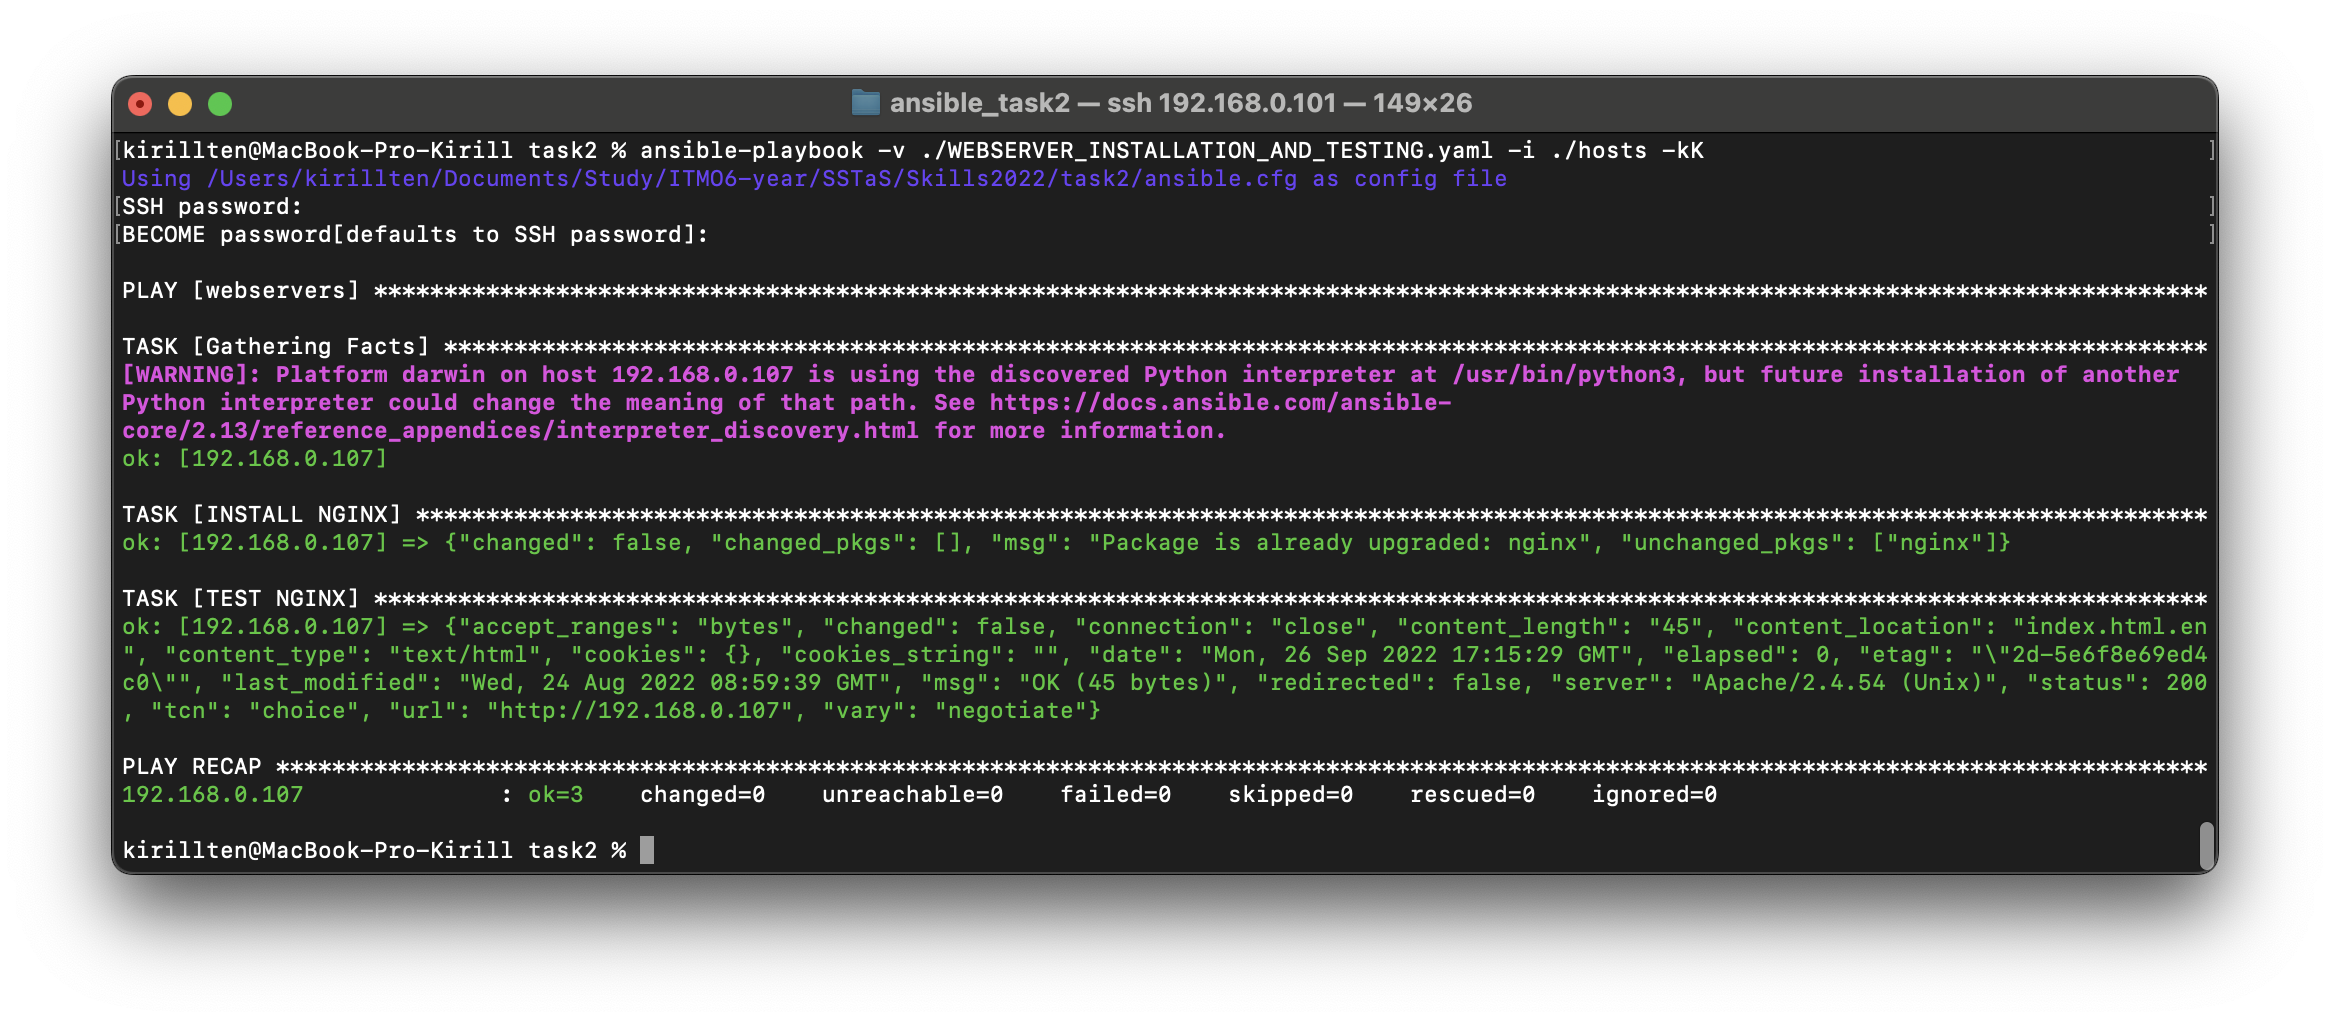 ansible_task2 — ssh 192.168.0.101 — 149×26
[kirillten@MacBook-Pro-Kirill task2 % ansible-playbook -v ./WEBSERVER_INSTALLATION_AND_TESTING.yaml -i ./hosts -kK ]
Using /Users/kirillten/Documents/Study/ITMO6-year/SSTaS/Skills2022/task2/ansible.cfg as config file
[SSH password: ]
[BECOME password[defaults to SSH password]: ]
PLAY [webservers] ***********************************************************************************************************************************
TASK [Gathering Facts] ******************************************************************************************************************************
[WARNING]: Platform darwin on host 192.168.0.107 is using the discovered Python interpreter at /usr/bin/python3, but future installation of another
Python interpreter could change the meaning of that path. See https://docs.ansible.com/ansible-
core/2.13/reference_appendices/interpreter_discovery.html for more information.
ok: [192.168.0.107]
TASK [INSTALL NGINX] ********************************************************************************************************************************
ok: [192.168.0.107] => {"changed": false, "changed_pkgs": [], "msg": "Package is already upgraded: nginx", "unchanged_pkgs": ["nginx"]}
TASK [TEST NGINX] ***********************************************************************************************************************************
ok: [192.168.0.107] => {"accept_ranges": "bytes", "changed": false, "connection": "close", "content_length": "45", "content_location": "index.html.en
", "content_type": "text/html", "cookies": {}, "cookies_string": "", "date": "Mon, 26 Sep 2022 17:15:29 GMT", "elapsed": 0, "etag": "\"2d-5e6f8e69ed4
c0\"", "last_modified": "Wed, 24 Aug 2022 08:59:39 GMT", "msg": "OK (45 bytes)", "redirected": false, "server": "Apache/2.4.54 (Unix)", "status": 200
, "tcn": "choice", "url": "http://192.168.0.107", "vary": "negotiate"}
PLAY RECAP ******************************************************************************************************************************************
192.168.0.107              : ok=3    changed=0    unreachable=0    failed=0    skipped=0    rescued=0    ignored=0
kirillten@MacBook-Pro-Kirill task2 %